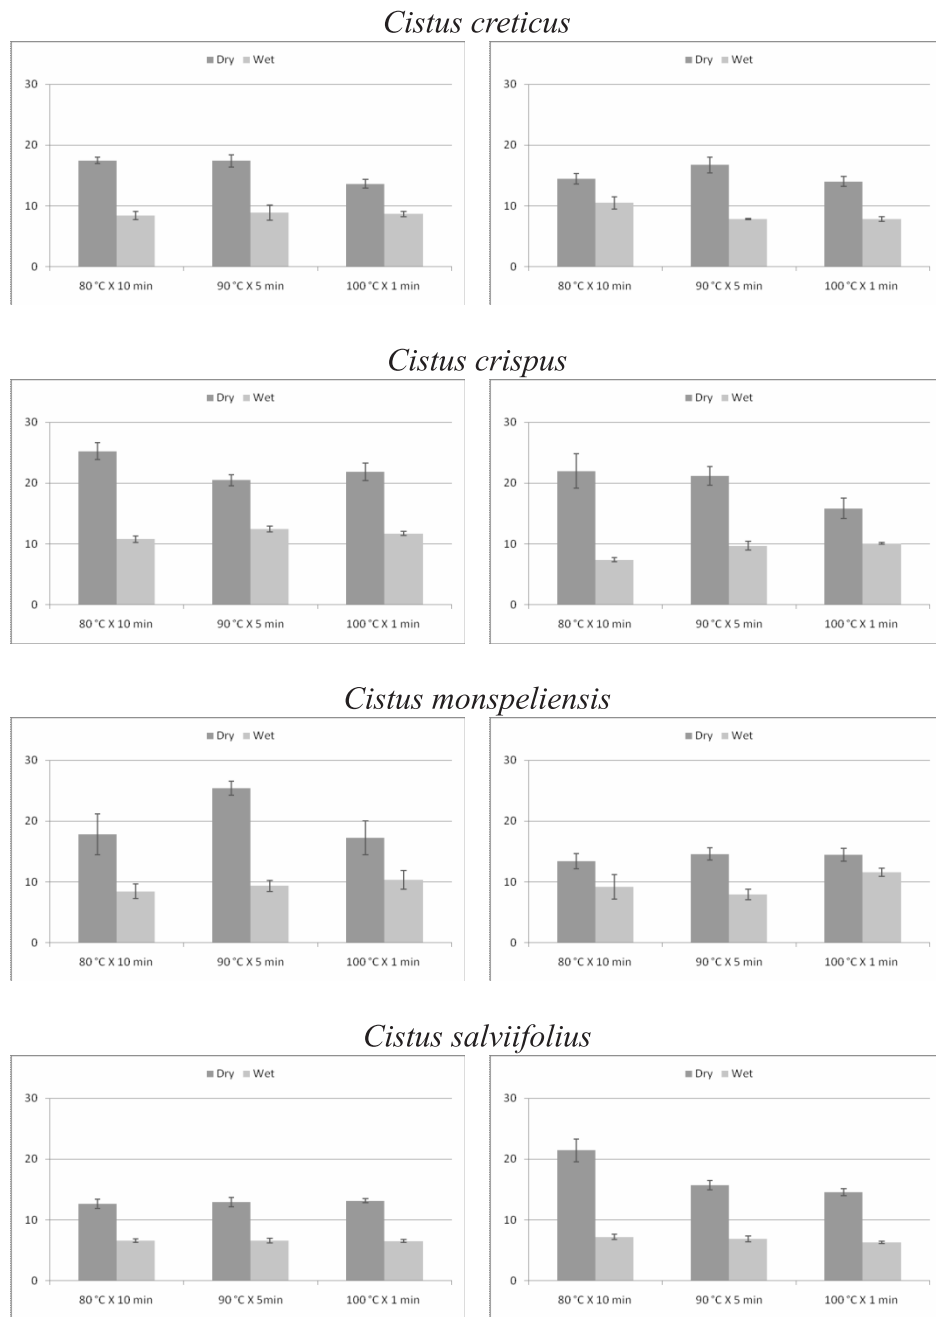 Cistus creticus
Dry Wet
30
20
10
0
80 °C X 10 min 90 °C X 5 min 100 °C X 1 min
Dry Wet
30
20
10
0
80 °C X 10 min 90 °C X 5 min 100 °C X 1 min
Cistus crispus
Dry Wet
30
20
10
0
80 °C X 10 min 90 °C X 5 min 100 °C X 1 min
Dry Wet
30
20
10
0
80 °C X 10 min 90 °C X 5 min 100 °C X 1 min
Cistus monspeliensis
Dry Wet
30
20
10
0
80 °C X 10 min 90 °C X 5 min 100 °C X 1 min
Dry Wet
30
20
10
0
80 °C X 10 min 90 °C X 5 min 100 °C X 1 min
Cistus salviifolius
Dry Wet
30
20
10
0
80 °C X 10 min 90 °C X 5min 100 °C X 1 min
Dry Wet
30
20
10
0
80 °C X 10 min 90 °C X 5 min 100 °C X 1 min